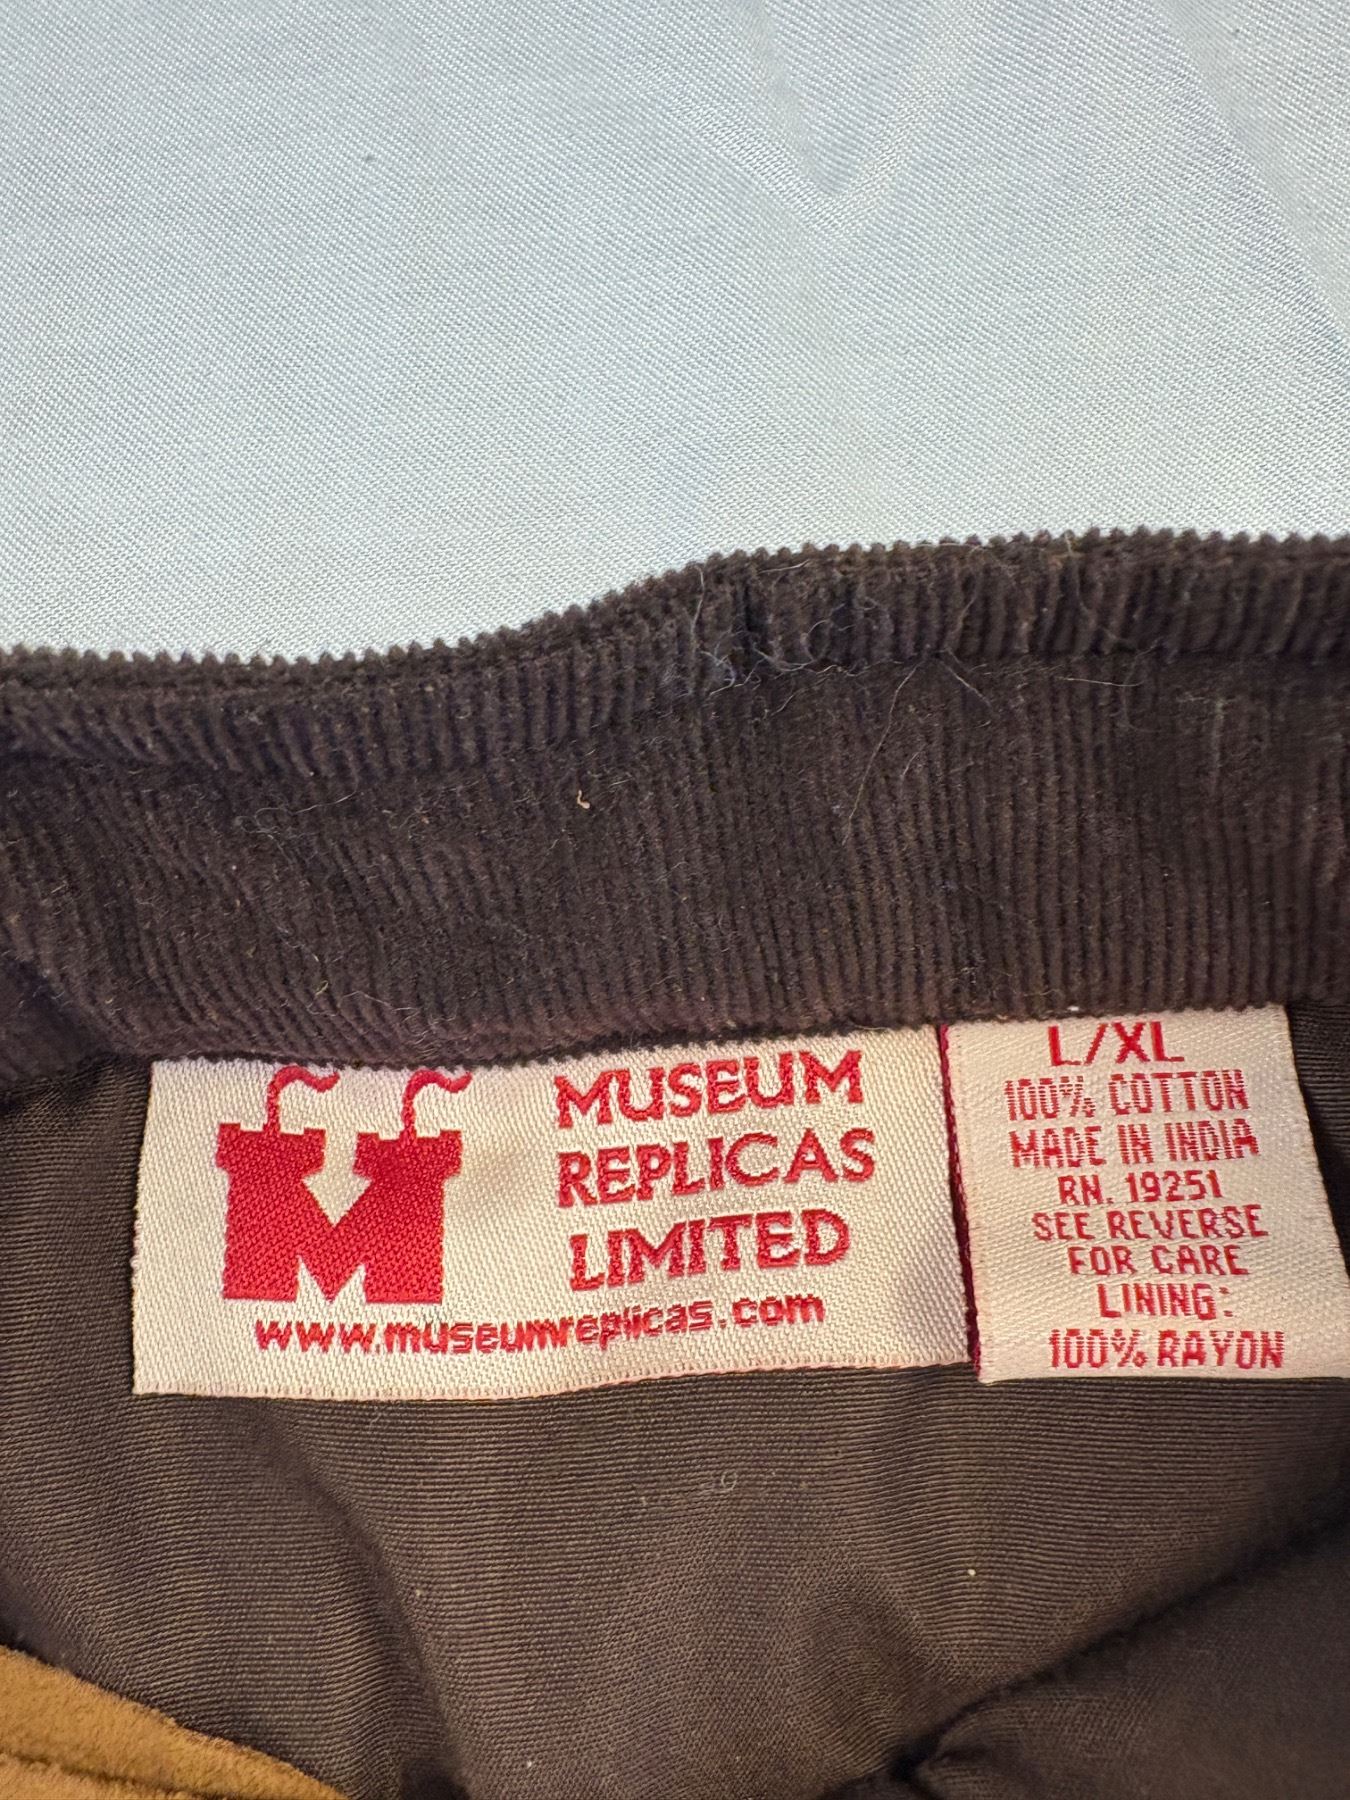 MUSEUM
REPLICAS
LIMITED
www.museumreplicas.com
L/XL
100% COTTON
MADE IN INDIA
RN. 19251
SEE REVERSE
FOR CARE
LINING:
100% RAYON